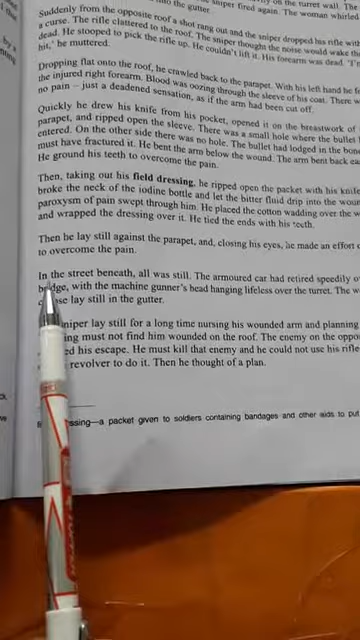 into the gutter.
sniper fired again. The woman whirled
Suddenly from the opposite roof a shot rang out and the sniper dropped his rifle with
a curse. The rifle clattered to the roof. The sniper thought the noise would wake the
dead. He stooped to pick the rifle up. He couldn't lift it. His forearm was dead.
hit,' he muttered.
Dropping flat onto the roof, he crawled back to the parapet. With his left hand he
the injured right forearm. Blood was oozing through the sleeve of his coat. There
no pain – just a deadened sensation, as if the arm had been cut off.
Quickly he drew his knife from his pocket, opened it on the breastwork of
parapet, and ripped open the sleeve. There was a small hole where the bullet
entered. On the other side there was no hole. The bullet had lodged in the bone
must have fractured it. He bent the arm below the wound. The arm bent back
He ground his teeth to overcome the pain.
Then, taking out his field dressing, he ripped open the packet with his knife
broke the neck of the iodine bottle and let the bitter fluid drip into the
paroxysm of pain swept through him. He placed the cotton wadding over the
and wrapped the dressing over it. He tied the ends with his teeth.
Then he lay still against the parapet, and, closing his eyes, he made an effort
to overcome the pain.
In the street beneath, all was still. The armoured car had retired speedily
with the machine gunner's head hanging lifeless over the turret. The
lay still in the gutter.
sniper lay still for a long time nursing his wounded arm and planning
must not find him wounded on the roof. The enemy on the
his escape. He must kill that enemy and he could not use his rifle
revolver to do it. Then he thought of a plan.
—a packet given to soldiers containing bandages and other aids to put